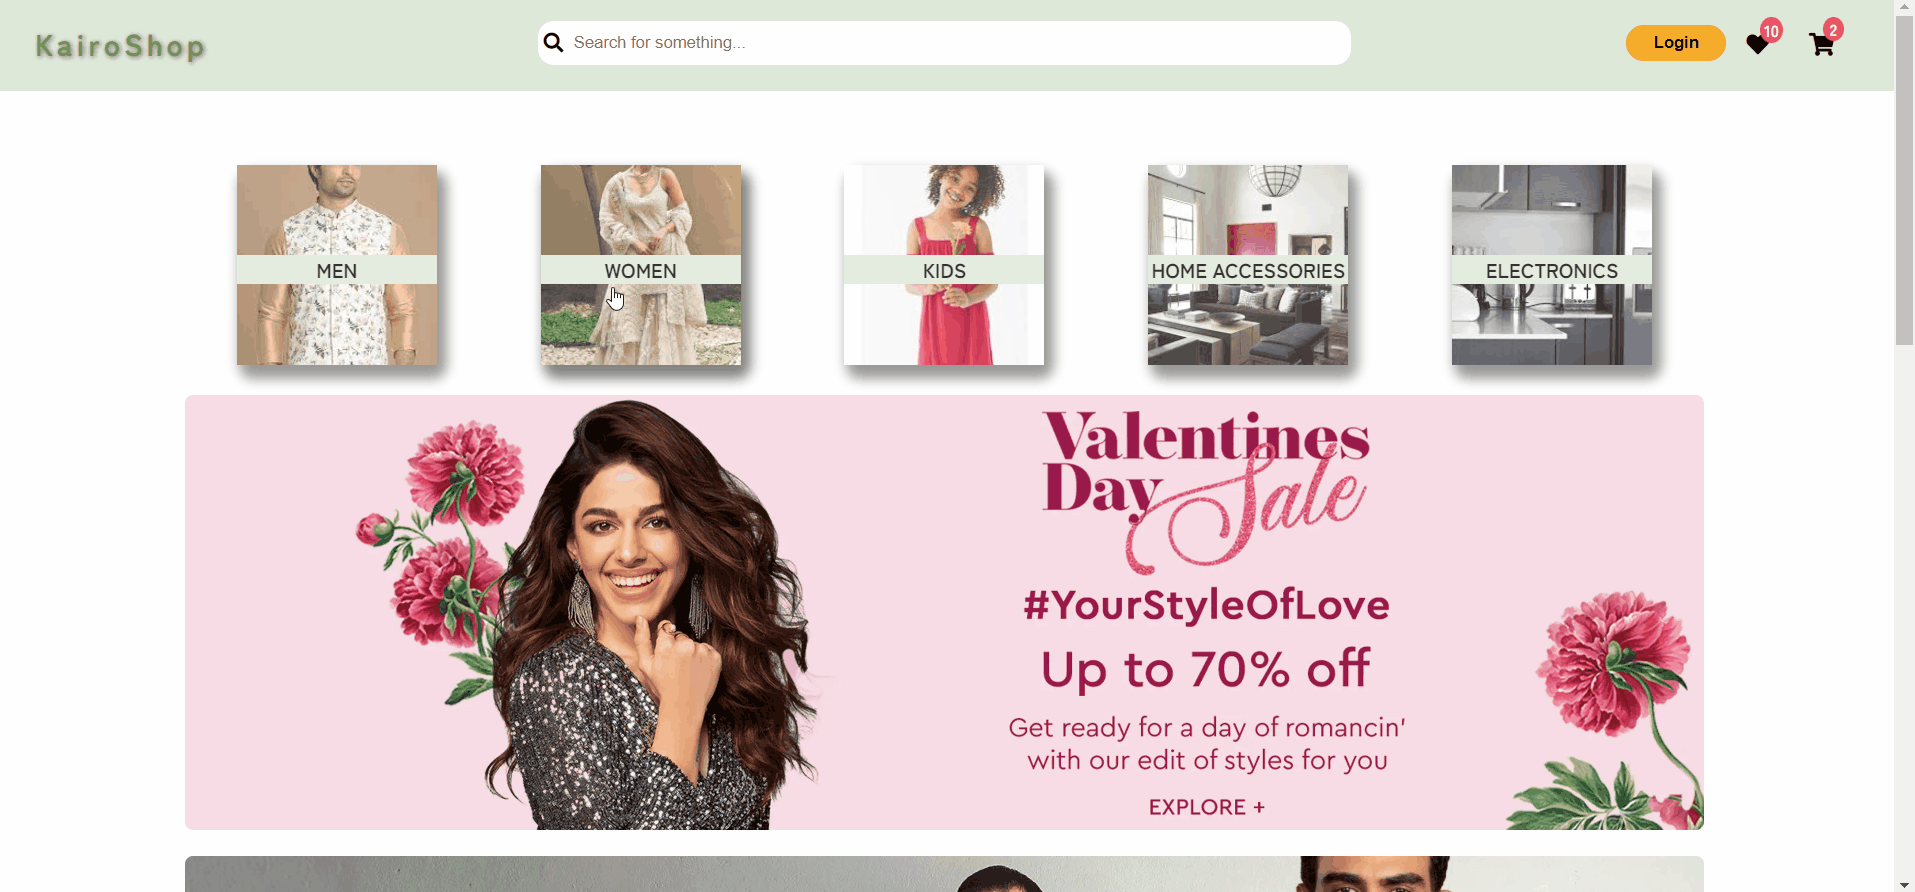 KairoShop
Search for something...
Login
10
2
MEN
WOMEN
KIDS
HOME ACCESSORIES
ELECTRONICS
Valentines
Day Sale
#YourStyleOfLove
Up to 70% off
Get ready for a day of romancin'
with our edit of styles for you
EXPLORE +